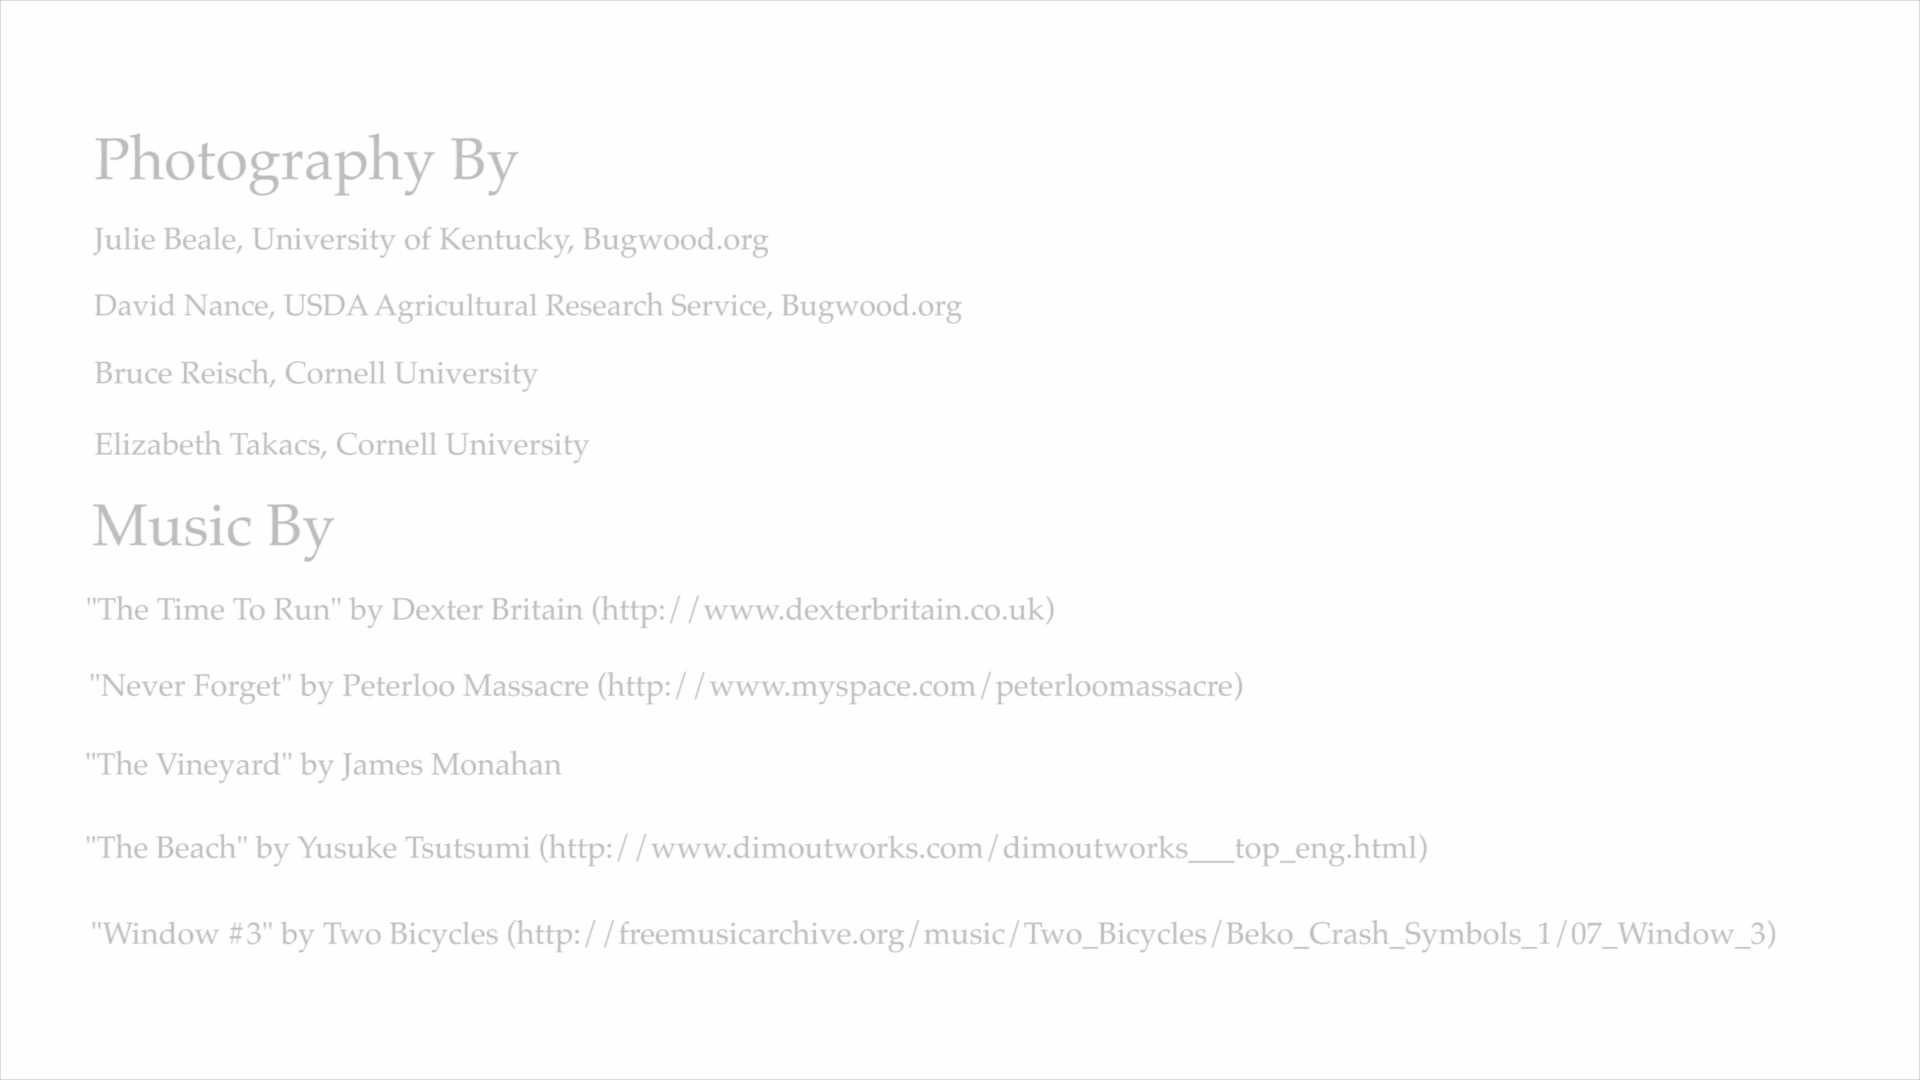 Photography By
Julie Beale, University of Kentucky, Bugwood.org
David Nance, USDA Agricultural Research Service, Bugwood.org
Bruce Reisch, Cornell University
Elizabeth Takacs, Cornell University
Music By
"The Time To Run" by Dexter Britain (http://www.dexterbritain.co.uk)
"Never Forget" by Peterloo Massacre (http://www.myspace.com/peterloomassacre)
"The Vineyard" by James Monahan
"The Beach" by Yusuke Tsutsumi (http://www.dimoutworks.com/dimoutworks___top_eng.html)
"Window #3" by Two Bicycles (http://freemusicarchive.org/music/Two_Bicycles/Beko_Crash_Symbols_1/07_Window_3)